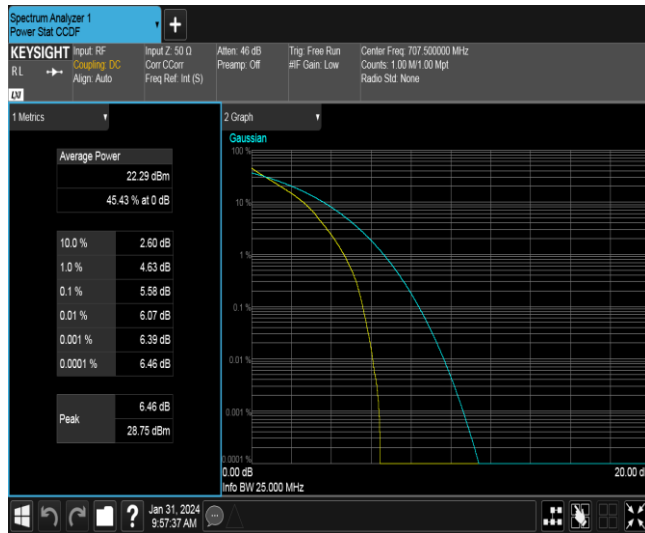 Spectrum Analyzer 1
Power Stat CCDF
+
KEYSIGHT
RL
LXI
Input: RF
Coupling: DC
Align: Auto
Input Z: 50 Ω
Corr CCorr
Freq Ref: Int (S)
Atten: 46 dB
Preamp: Off
Trig: Free Run
#IF Gain: Low
Center Freq: 707.500000 MHz
Counts: 1.00 M/1.00 Mpt
Radio Std: None
1 Metrics
Average Power
22.29 dBm
45.43 % at 0 dB
10.0 % 2.60 dB
1.0 % 4.63 dB
0.1 % 5.58 dB
0.01 % 6.07 dB
0.001 % 6.39 dB
0.0001 % 6.46 dB
Peak
6.46 dB
28.75 dBm
2 Graph
Gaussian
100 %
10 %
1 %
0.1 %
0.01 %
0.001 %
0.0001 %
0.00 dB
20.00 d
Info BW 25.000 MHz
?
Jan 31, 2024
9:57:37 AM